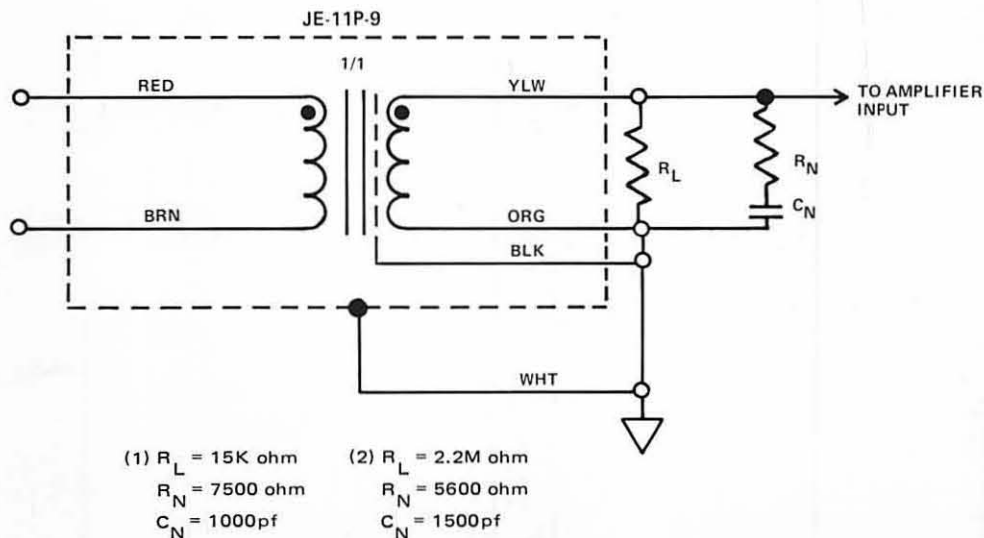 JE-11P-9
1/1
RED
YLW
TO AMPLIFIER
INPUT
R_L
R_N
C_N
BRN
ORG
BLK
WHT
(1) R_L = 15K ohm
R_N = 7500 ohm
C_N = 1000pf
(2) R_L = 2.2M ohm
R_N = 5600 ohm
C_N = 1500pf